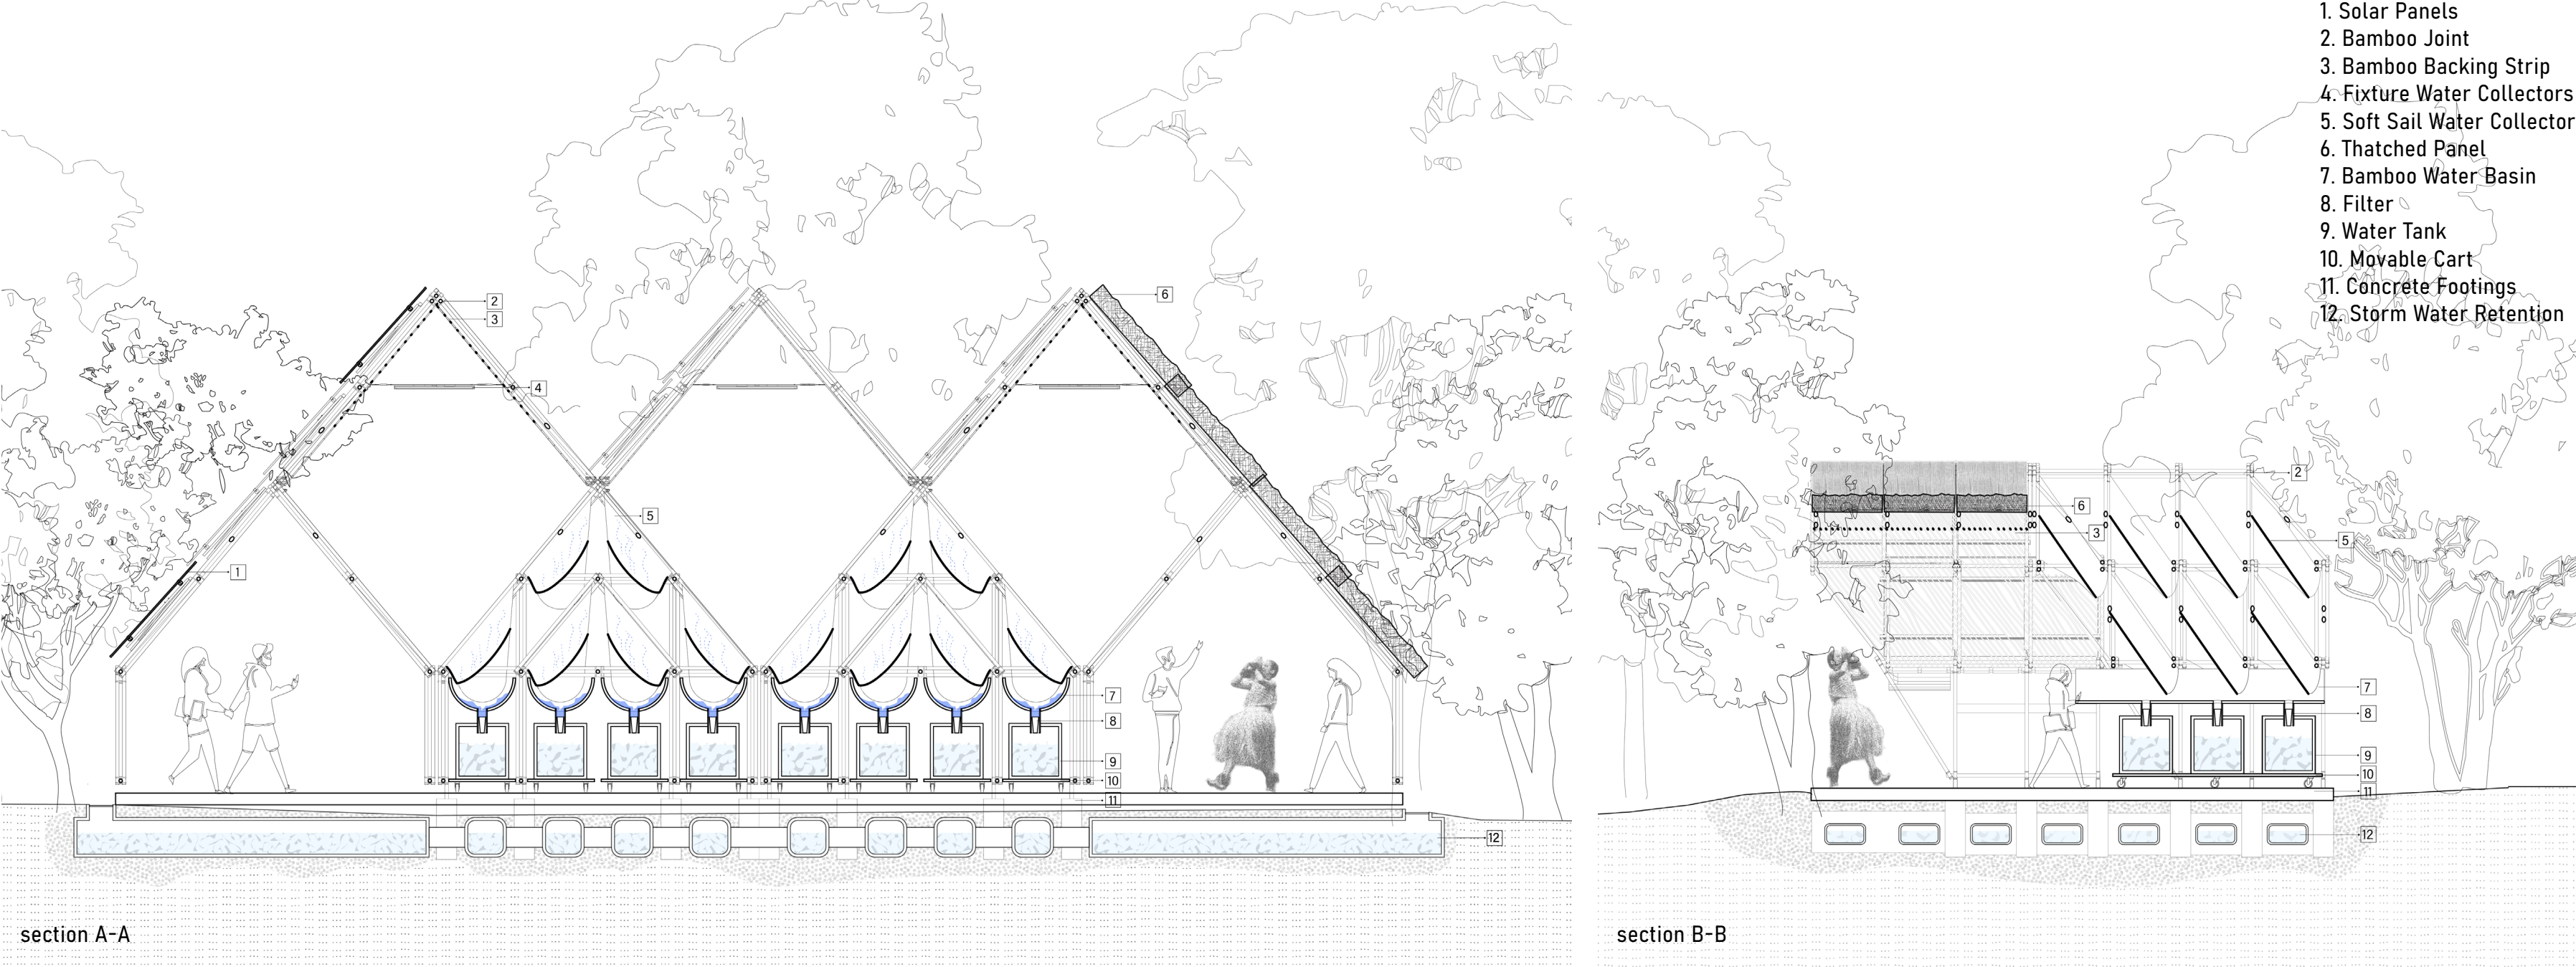 1. Solar Panels
2. Bamboo Joint
3. Bamboo Backing Strip
4. Fixture Water Collectors
5. Soft Sail Water Collector
6. Thatched Panel
7. Bamboo Water Basin
8. Filter
9. Water Tank
10. Movable Cart
11. Concrete Footings
12. Storm Water Retention
2
3
6
4
5
1
7
8
9
10
11
12
2
6
3
5
7
8
9
10
11
12
section A-A
section B-B